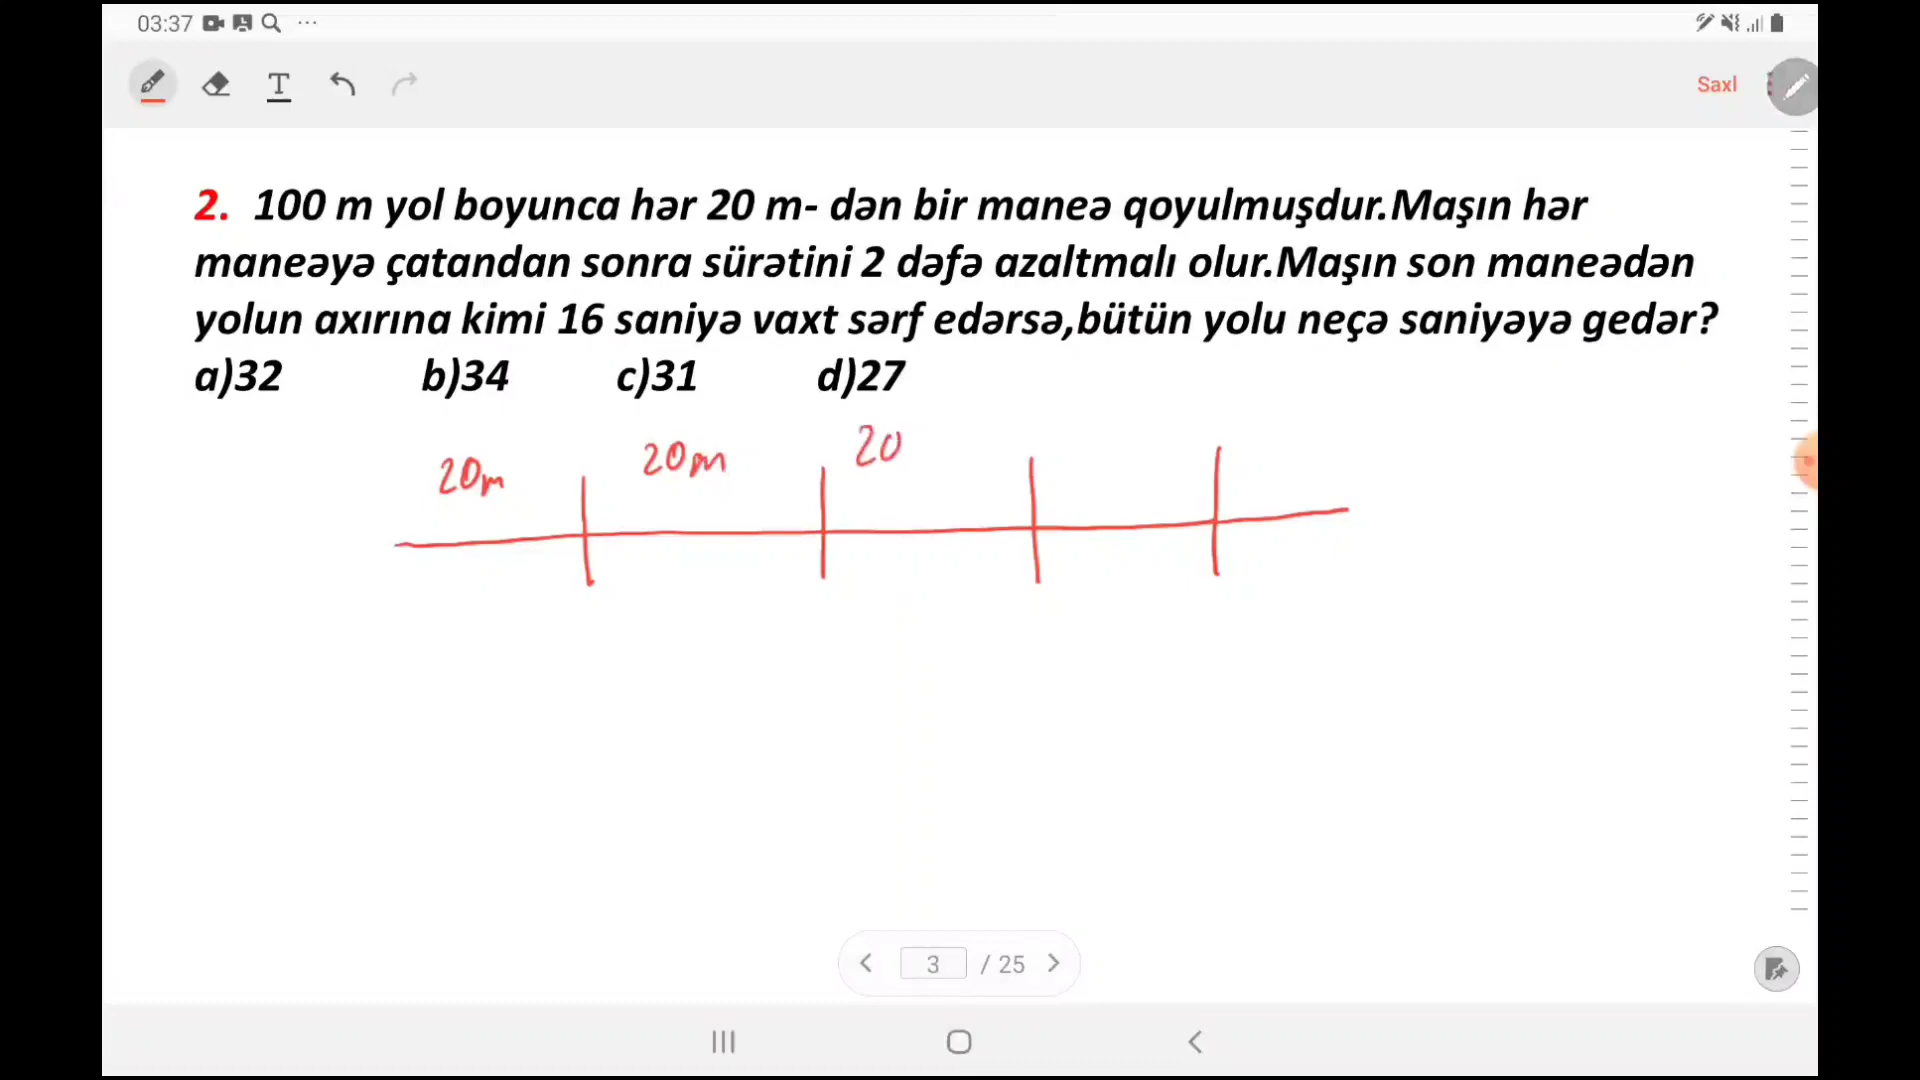 03:37
Saxl
2. 100 m yol boyunca hər 20 m- dən bir maneə qoyulmuşdur.Maşın hər
maneəyə çatandan sonra sürətini 2 dəfə azaltmalı olur.Maşın son maneədən
yolun axırına kimi 16 saniyə vaxt sərf edərsə,bütün yolu neçə saniyəyə gedər?
a)32 b)34 c)31 d)27
20m 20m 20
3 / 25